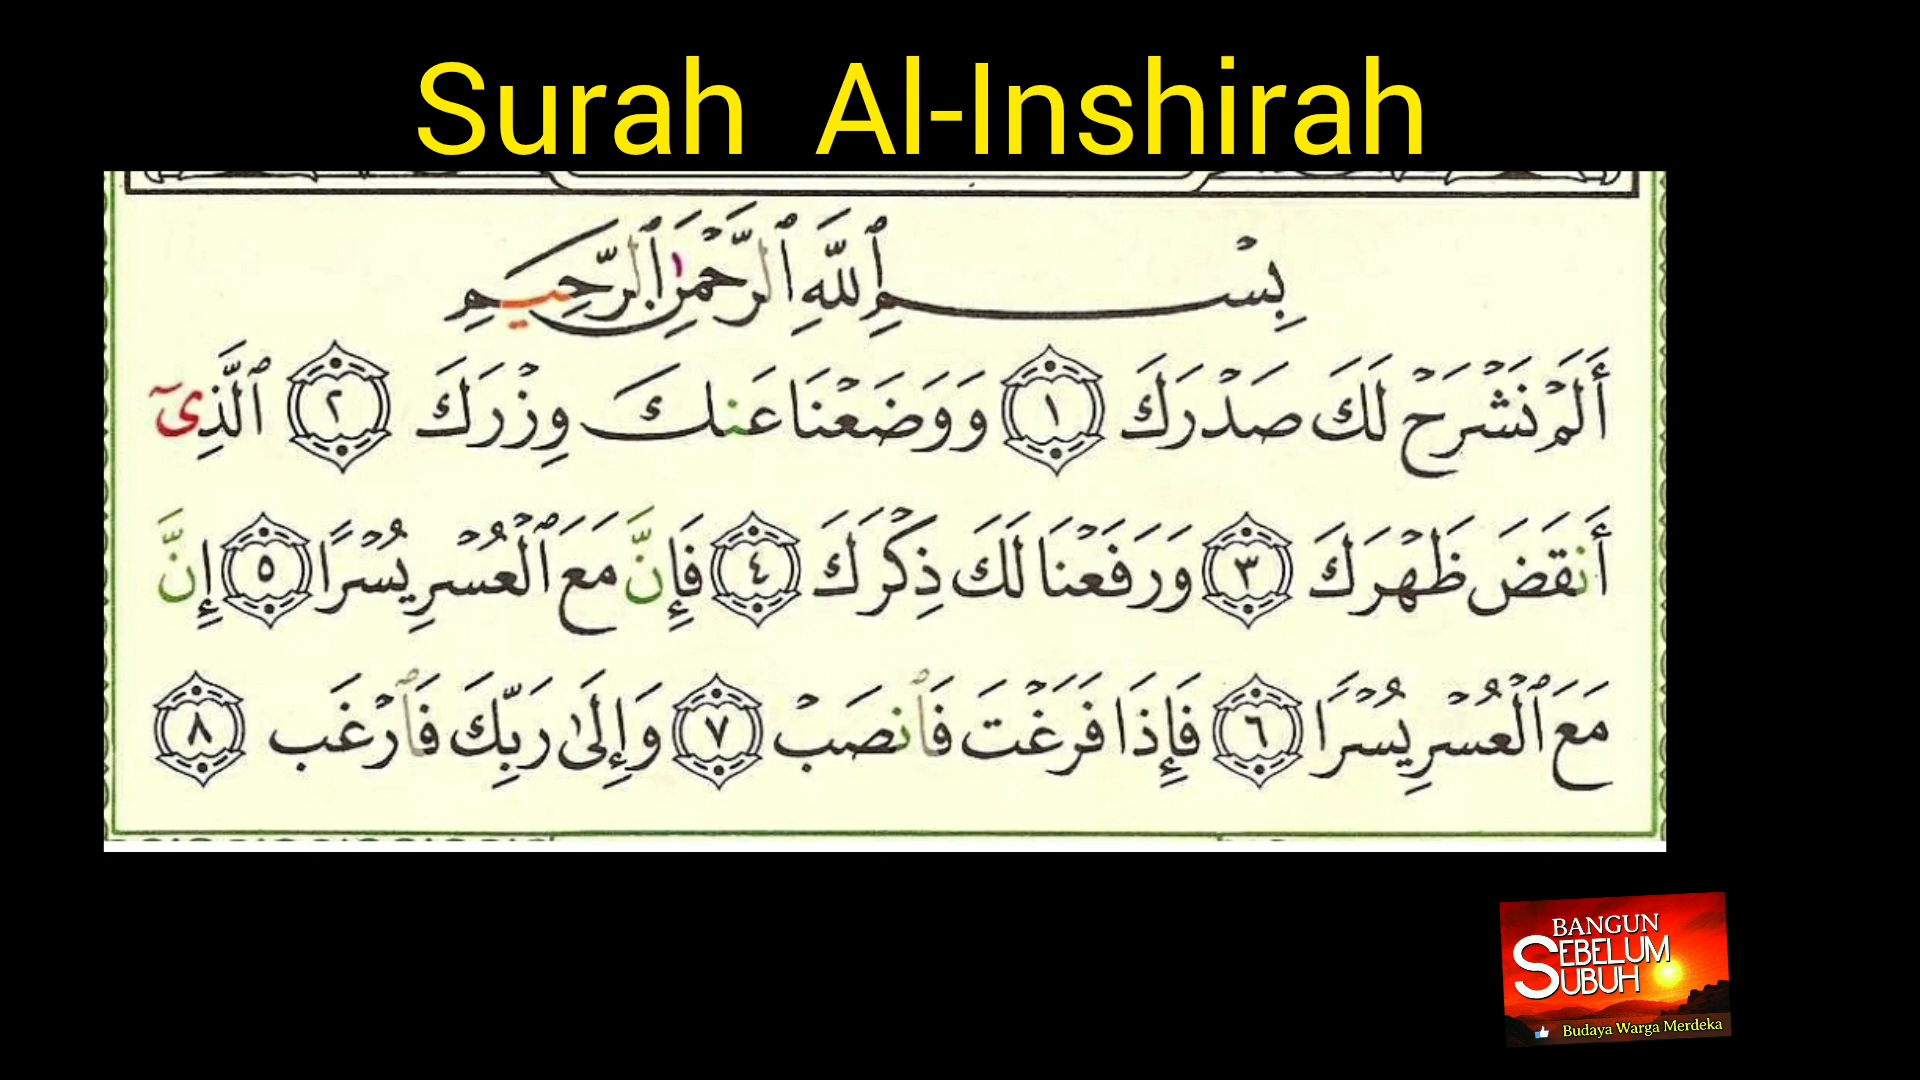 Surah Al-Inshirah
بِسْمِ ٱللَّهِ ٱلرَّحْمَٰنِ ٱلرَّحِيمِ
أَلَمْ نَشْرَحْ لَكَ صَدْرَكَ ١ وَوَضَعْنَا عَنكَ وِزْرَكَ ٢ ٱلَّذِىٓ
أَنقَضَ ظَهْرَكَ ٣ وَرَفَعْنَا لَكَ ذِكْرَكَ ٤ فَإِنَّ مَعَ ٱلْعُسْرِ يُسْرًا ٥ إِنَّ
مَعَ ٱلْعُسْرِ يُسْرًا ٦ فَإِذَا فَرَغْتَ فَٱنصَبْ ٧ وَإِلَىٰ رَبِّكَ فَٱرْغَب ٨
BANGUN
SEBELUM
SUBUH
Budaya Warga Merdeka